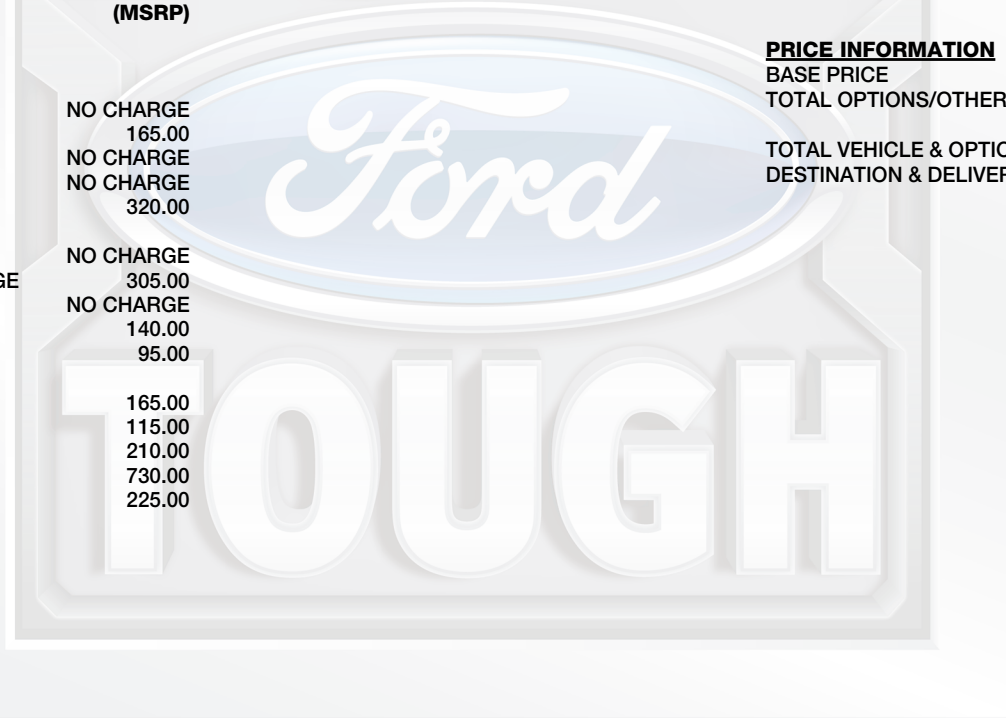 (MSRP)
NO CHARGE
165.00
NO CHARGE
NO CHARGE
320.00
NO CHARGE
GE 305.00
NO CHARGE
140.00
95.00
165.00
115.00
210.00
730.00
225.00
PRICE INFORMATION
BASE PRICE
TOTAL OPTIONS/OTHER
TOTAL VEHICLE & OPTIO
DESTINATION & DELIVER
Ford
TOUGH